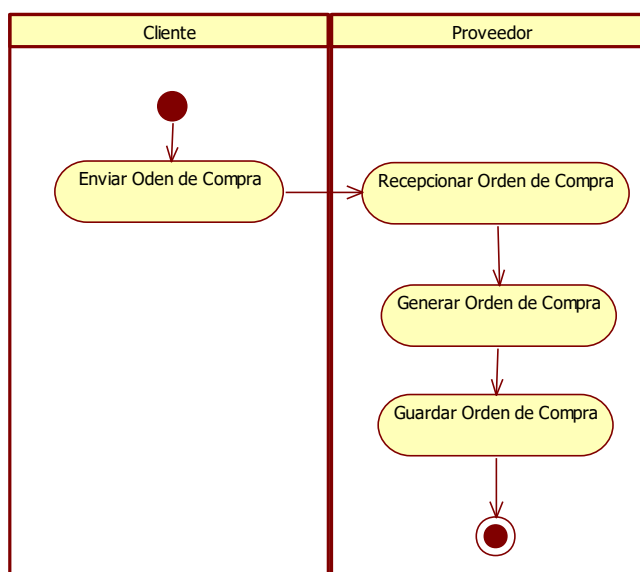 Cliente
Proveedor
Enviar Oden de Compra
Recepcionar Orden de Compra
Generar Orden de Compra
Guardar Orden de Compra